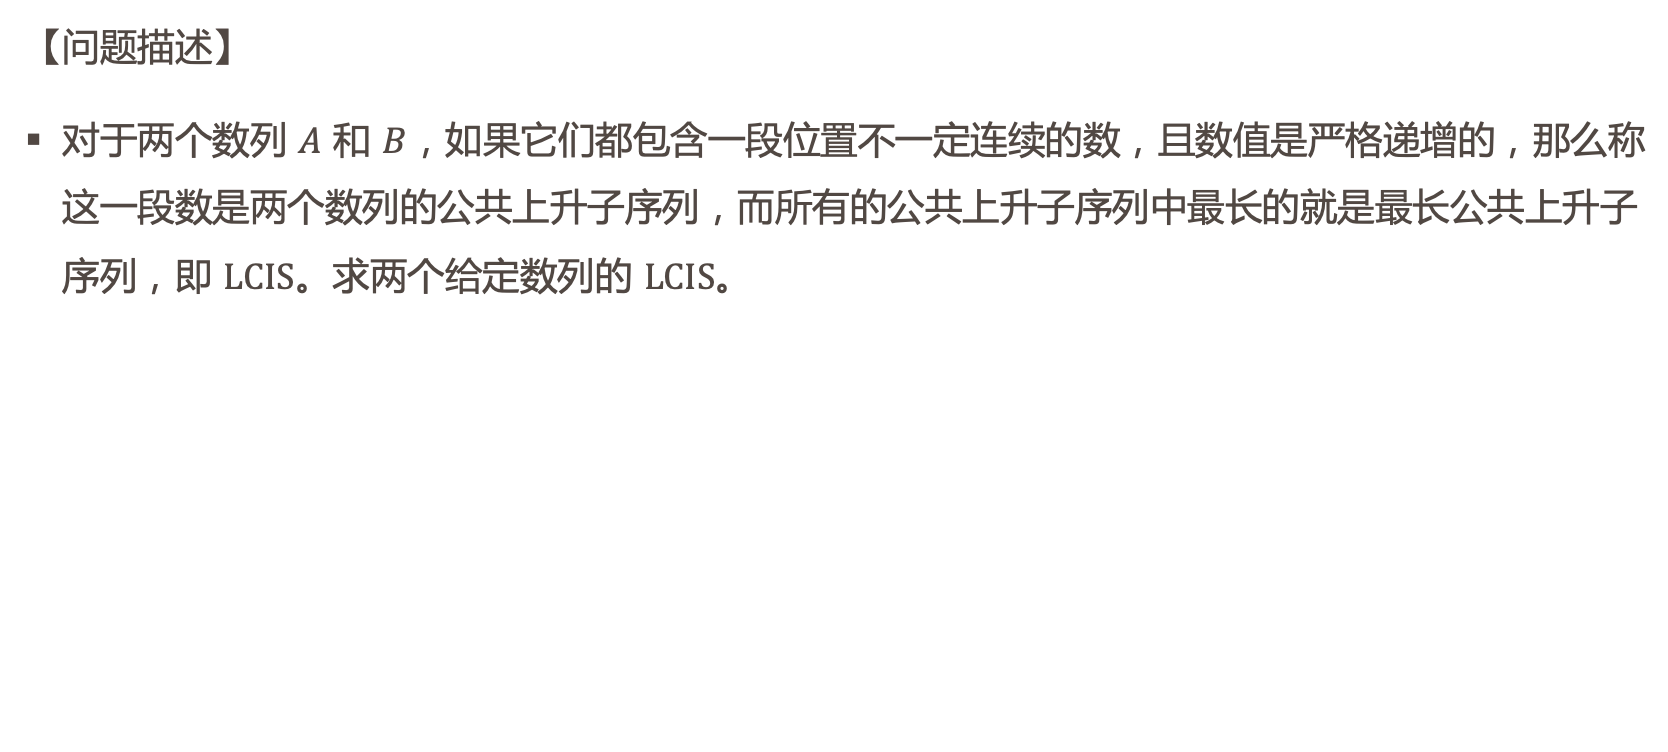 【问题描述】
▪ 对于两个数列 A 和 B，如果它们都包含一段位置不一定连续的数，且数值是严格递增的，那么称
这一段数是两个数列的公共上升子序列，而所有的公共上升子序列中最长的就是最长公共上升子
序列，即 LCIS。求两个给定数列的 LCIS。